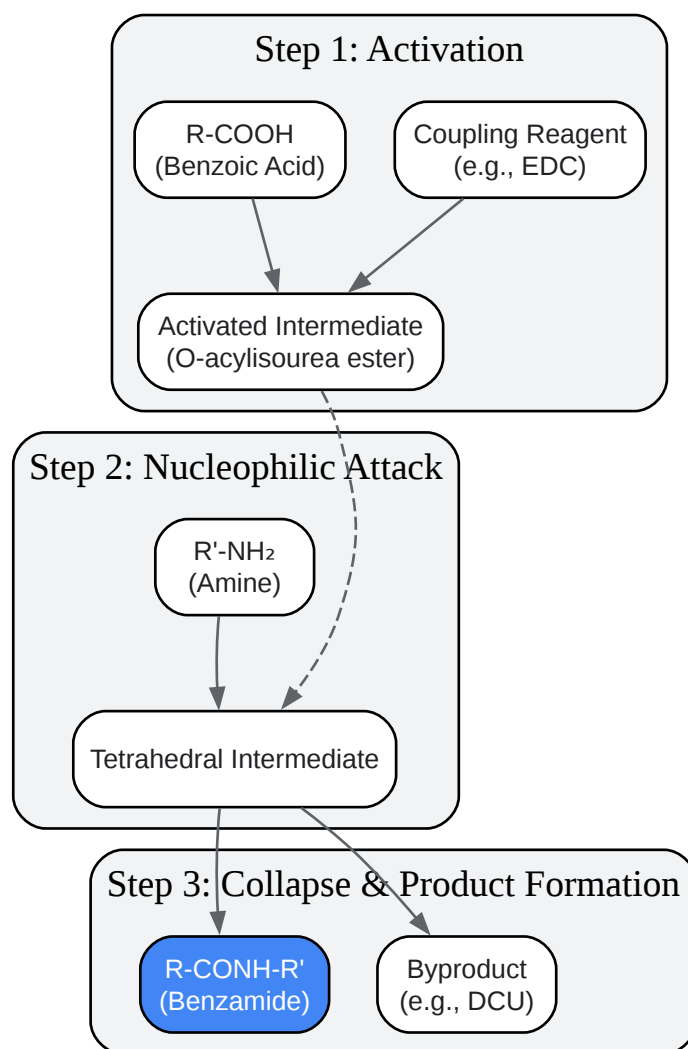 Step 1: Activation
R-COOH
(Benzoic Acid)
Coupling Reagent
(e.g., EDC)
Activated Intermediate
(O-acylisourea ester)
Step 2: Nucleophilic Attack
R'-NH₂
(Amine)
Tetrahedral Intermediate
Step 3: Collapse & Product Formation
R-CONH-R'
(Benzamide)
Byproduct
(e.g., DCU)